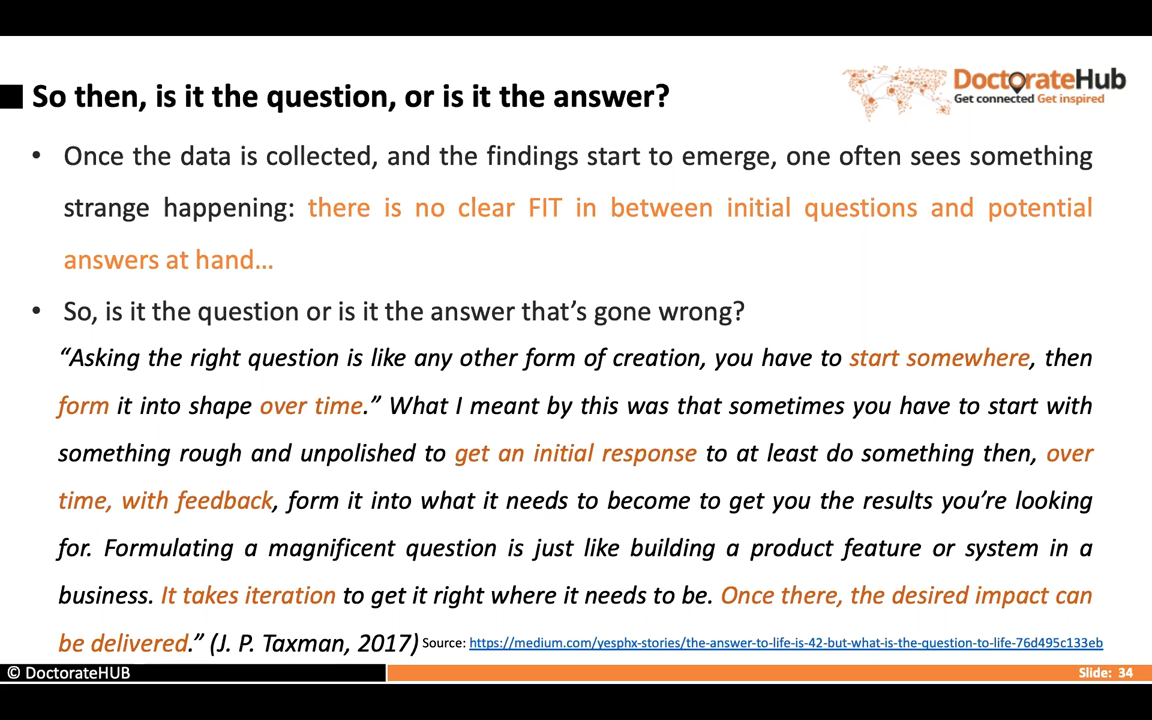 So then, is it the question, or is it the answer?
DoctorateHub
Get connected Get inspired
• Once the data is collected, and the findings start to emerge, one often sees something
strange happening: there is no clear FIT in between initial questions and potential
answers at hand…
• So, is it the question or is it the answer that’s gone wrong?
“Asking the right question is like any other form of creation, you have to start somewhere, then
form it into shape over time.” What I meant by this was that sometimes you have to start with
something rough and unpolished to get an initial response to at least do something then, over
time, with feedback, form it into what it needs to become to get you the results you’re looking
for. Formulating a magnificent question is just like building a product feature or system in a
business. It takes iteration to get it right where it needs to be. Once there, the desired impact can
be delivered.” (J. P. Taxman, 2017) Source: https://medium.com/yesphx-stories/the-answer-to-life-is-42-but-what-is-the-question-to-life-76d495c133eb
© DoctorateHUB
Slide: 34